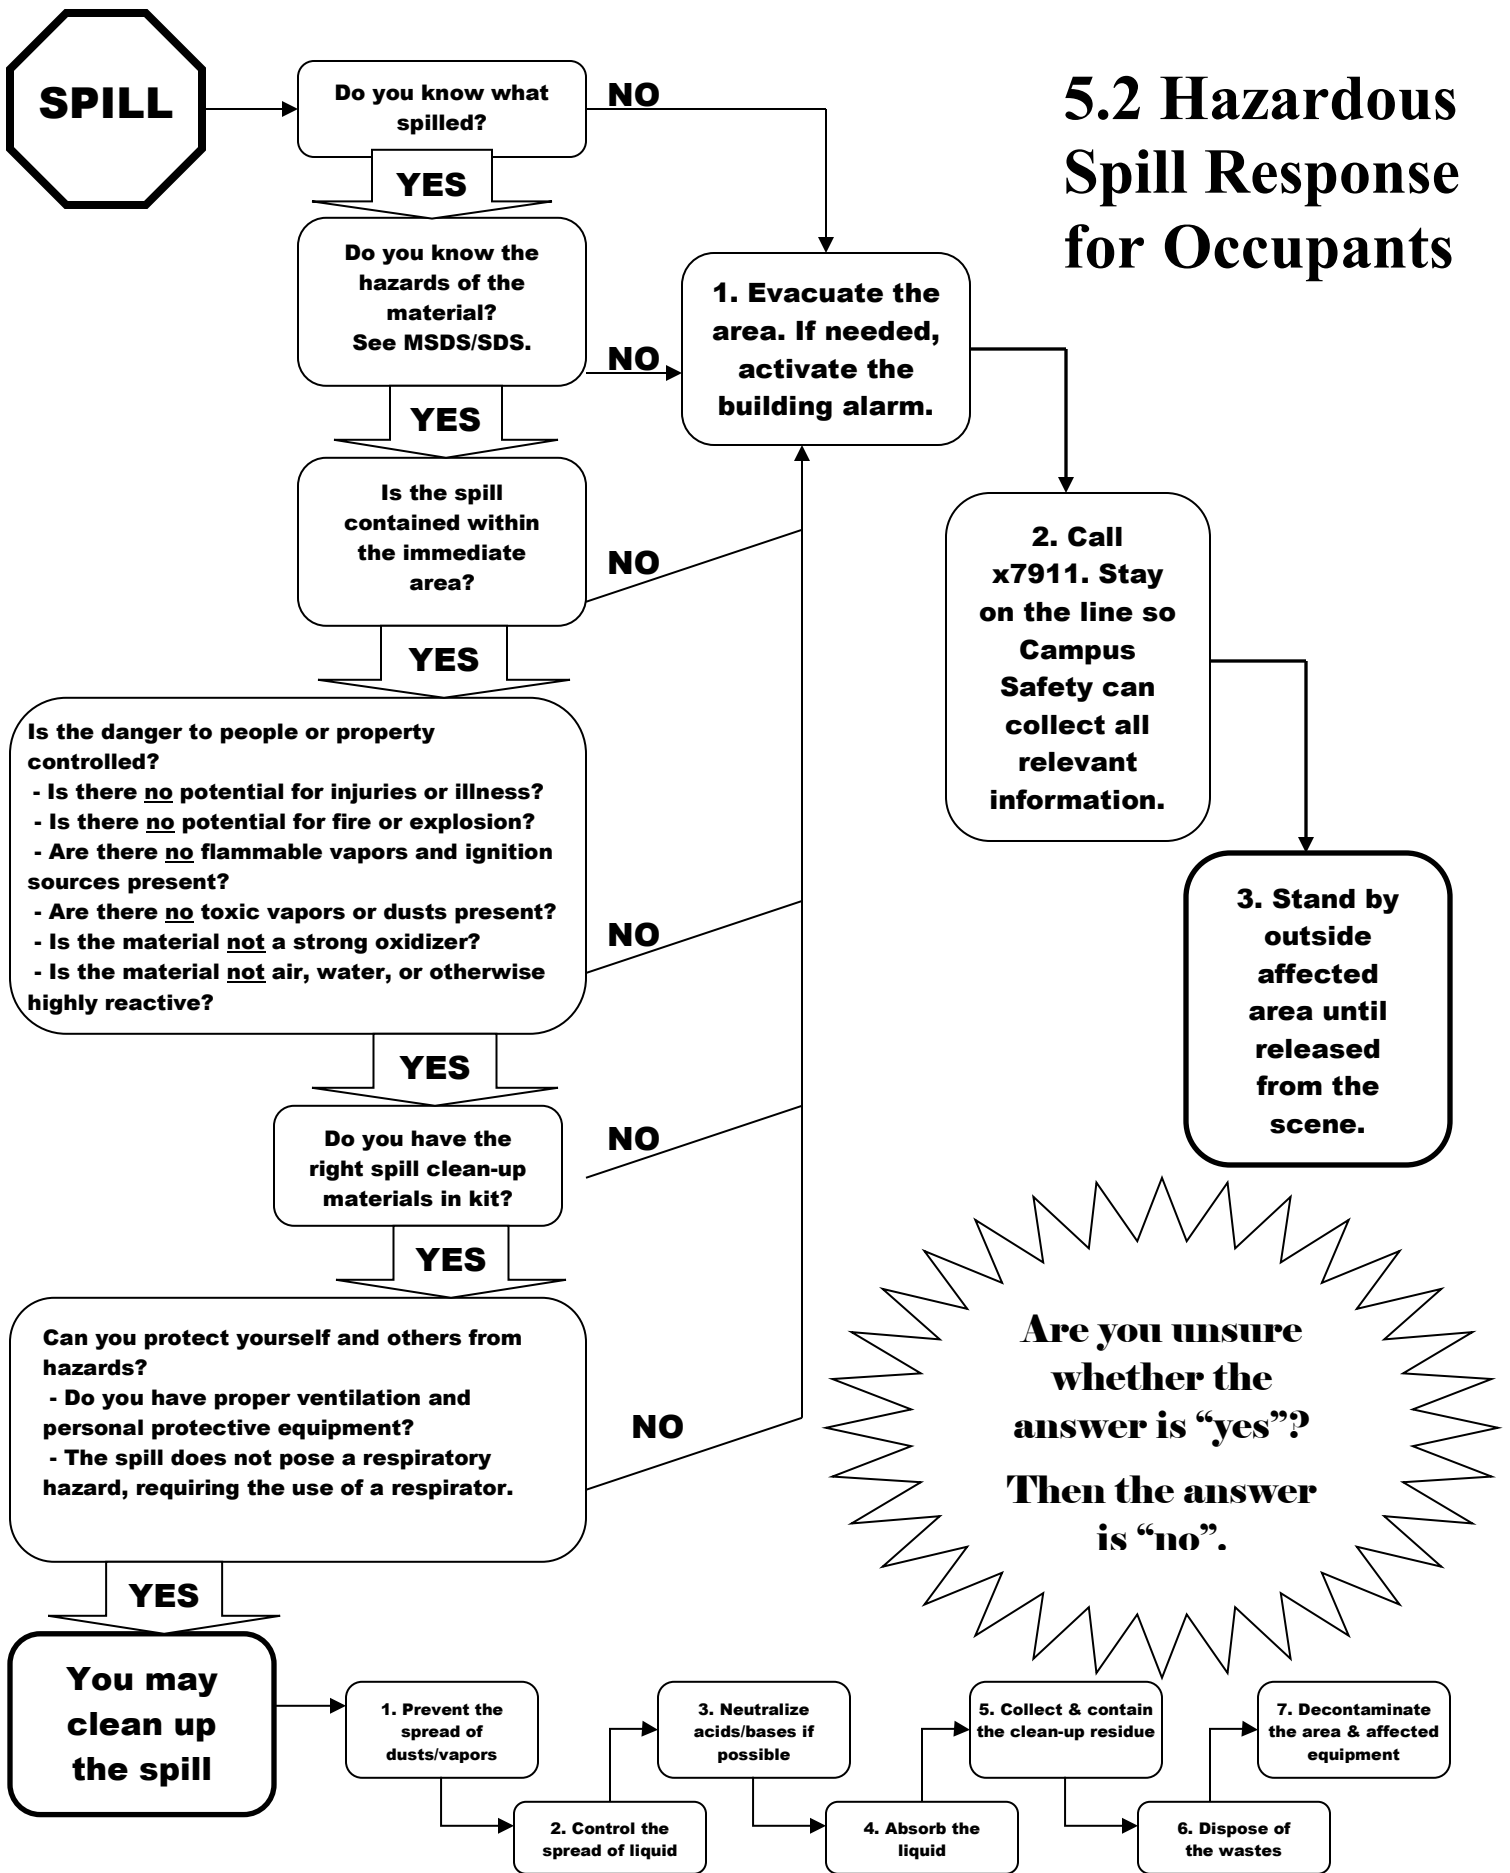 SPILL
Do you know what
spilled?
NO
5.2 Hazardous
Spill Response
for Occupants
YES
Do you know the
hazards of the
material?
See MSDS/SDS.
NO
1. Evacuate the
area. If needed,
activate the
building alarm.
YES
Is the spill
contained within
the immediate
area?
NO
2. Call
x7911. Stay
on the line so
Campus
Safety can
collect all
relevant
information.
YES
Is the danger to people or property
controlled?
- Is there no potential for injuries or illness?
- Is there no potential for fire or explosion?
- Are there no flammable vapors and ignition
sources present?
- Are there no toxic vapors or dusts present?
- Is the material not a strong oxidizer?
- Is the material not air, water, or otherwise
highly reactive?
NO
3. Stand by
outside
affected
area until
released
from the
scene.
YES
Do you have the
right spill clean-up
materials in kit?
NO
YES
Can you protect yourself and others from
hazards?
- Do you have proper ventilation and
personal protective equipment?
- The spill does not pose a respiratory
hazard, requiring the use of a respirator.
NO
Are you unsure
whether the
answer is “yes”?
Then the answer
is “no”.
YES
You may
clean up
the spill
1. Prevent the
spread of
dusts/vapors
2. Control the
spread of liquid
3. Neutralize
acids/bases if
possible
4. Absorb the
liquid
5. Collect & contain
the clean-up residue
6. Dispose of
the wastes
7. Decontaminate
the area & affected
equipment